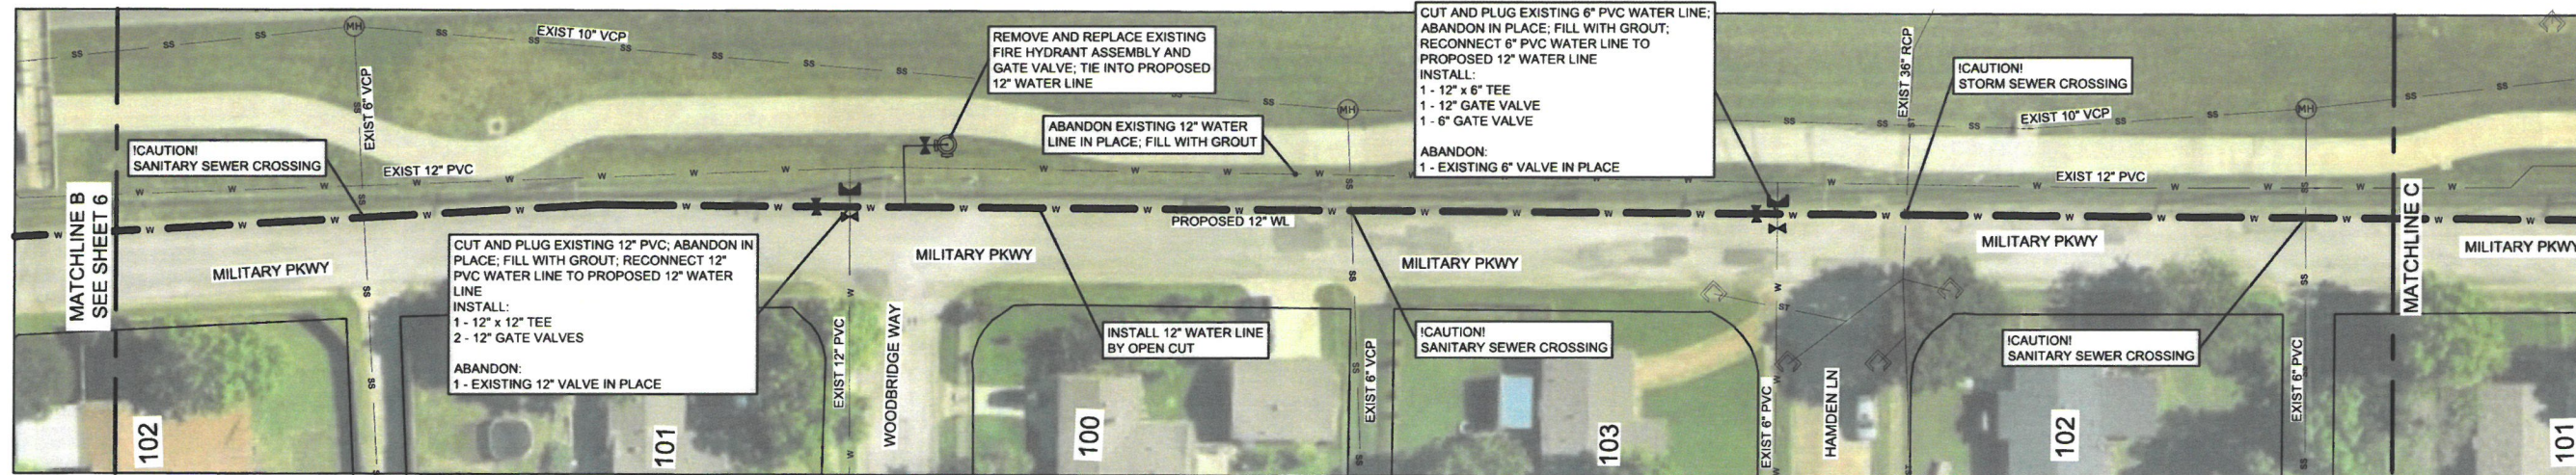 EXIST 10" VCP
EXIST 6" VCP
REMOVE AND REPLACE EXISTING
FIRE HYDRANT ASSEMBLY AND
GATE VALVE; TIE INTO PROPOSED
12" WATER LINE
CUT AND PLUG EXISTING 6" PVC WATER LINE;
ABANDON IN PLACE; FILL WITH GROUT;
RECONNECT 6" PVC WATER LINE TO
PROPOSED 12" WATER LINE
INSTALL:
1 - 12" x 6" TEE
1 - 12" GATE VALVE
1 - 6" GATE VALVE
ABANDON:
1 - EXISTING 6" VALVE IN PLACE
EXIST 36" RCP
!CAUTION!
STORM SEWER CROSSING
EXIST 10" VCP
MH
MH
MH
!CAUTION!
SANITARY SEWER CROSSING
EXIST 12" PVC
ABANDON EXISTING 12" WATER
LINE IN PLACE; FILL WITH GROUT
EXIST 12" PVC
MATCHLINE B
SEE SHEET 6
MATCHLINE C
PROPOSED 12" WL
MILITARY PKWY
MILITARY PKWY
MILITARY PKWY
MILITARY PKWY
MILITARY PKWY
CUT AND PLUG EXISTING 12" PVC; ABANDON IN
PLACE; FILL WITH GROUT; RECONNECT 12"
PVC WATER LINE TO PROPOSED 12" WATER
LINE
INSTALL:
1 - 12" x 12" TEE
2 - 12" GATE VALVES
ABANDON:
1 - EXISTING 12" VALVE IN PLACE
EXIST 12" PVC
WOODBRIDGE WAY
INSTALL 12" WATER LINE
BY OPEN CUT
EXIST 6" VCP
!CAUTION!
SANITARY SEWER CROSSING
EXIST 6" PVC
HAMDEN LN
!CAUTION!
SANITARY SEWER CROSSING
EXIST 6" PVC
102
101
100
103
102
101